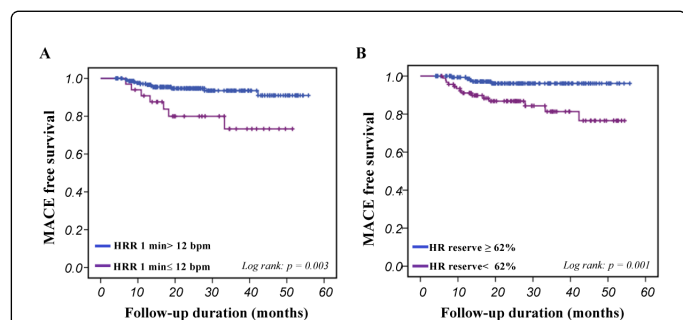 A
MACE free survival
1.0
0.8
0.6
0.4
0.2
0.0
HRR 1 min> 12 bpm
HRR 1 min≤ 12 bpm
Log rank: p = 0.003
0 10 20 30 40 50 60
Follow-up duration (months)
B
MACE free survival
1.0
0.8
0.6
0.4
0.2
0.0
HR reserve ≥ 62%
HR reserve< 62%
Log rank: p = 0.001
0 10 20 30 40 50 60
Follow-up duration (months)